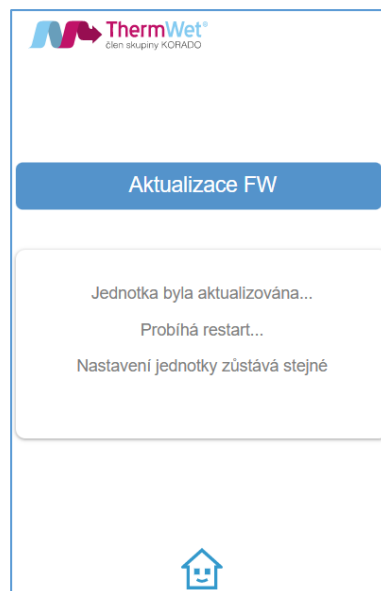 ThermWet®
člen skupiny KORADO
Aktualizace FW
Jednotka byla aktualizována...
Probíhá restart...
Nastavení jednotky zůstává stejné